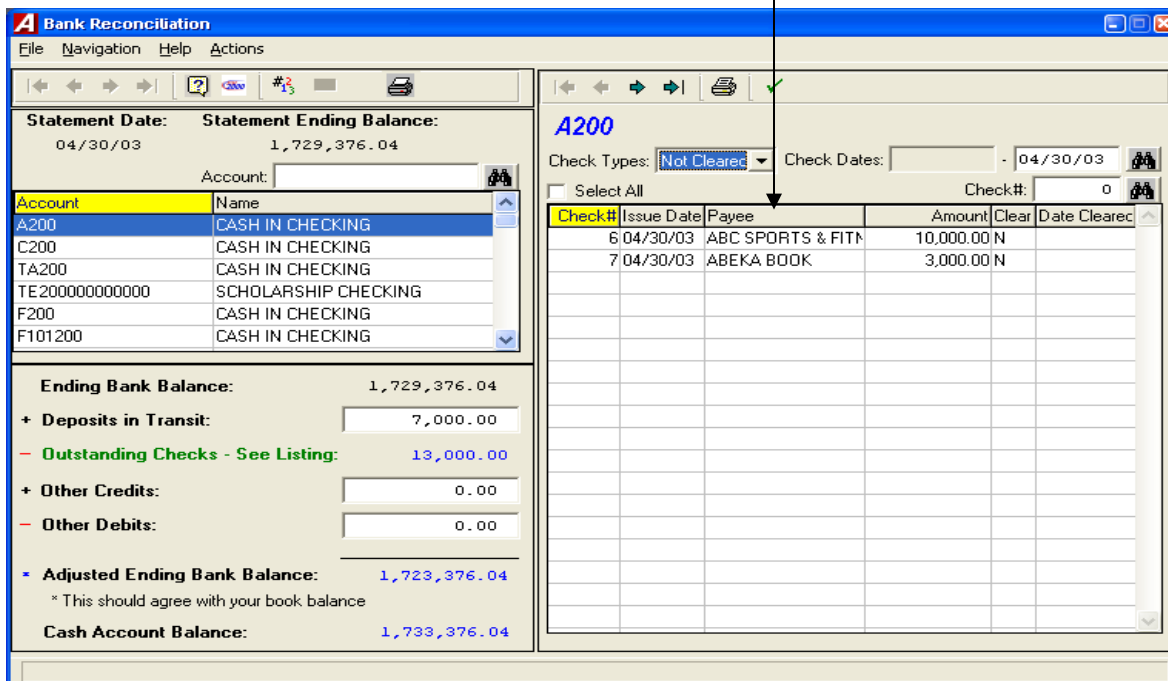 Bank Reconciliation
File Navigation Help Actions
Statement Date: Statement Ending Balance:
04/30/03 1,729,376.04
Account:
Account Name
A200 CASH IN CHECKING
C200 CASH IN CHECKING
TA200 CASH IN CHECKING
TE200000000000 SCHOLARSHIP CHECKING
F200 CASH IN CHECKING
F101200 CASH IN CHECKING
Ending Bank Balance: 1,729,376.04
+ Deposits in Transit: 7,000.00
- Outstanding Checks - See Listing: 13,000.00
+ Other Credits: 0.00
- Other Debits: 0.00
* Adjusted Ending Bank Balance: 1,723,376.04
* This should agree with your book balance
Cash Account Balance: 1,733,376.04
A200
Check Types: Not Cleared Check Dates: - 04/30/03
Select All Check#: 0
Check# Issue Date Payee Amount Clear Date Cleared
6 04/30/03 ABC SPORTS & FITN 10,000.00 N
7 04/30/03 ABEKA BOOK 3,000.00 N